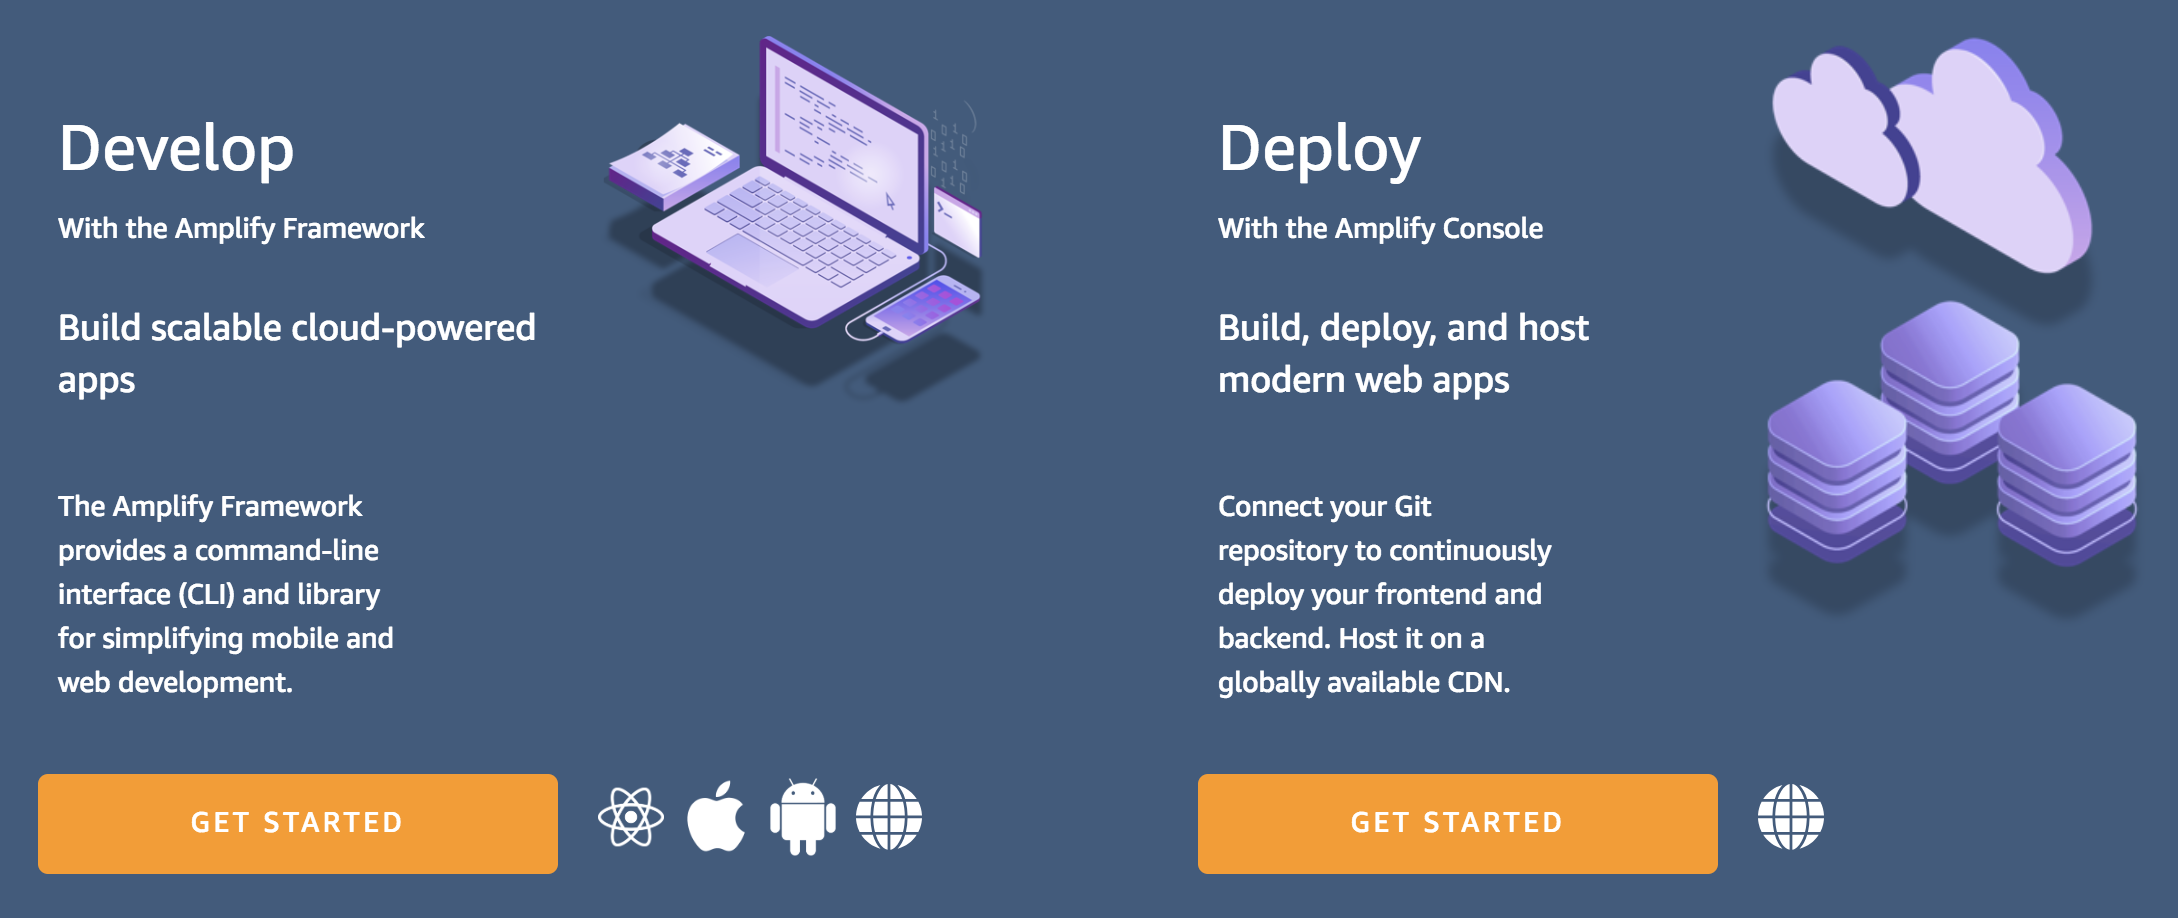 Develop
With the Amplify Framework
Build scalable cloud-powered
apps
The Amplify Framework
provides a command-line
interface (CLI) and library
for simplifying mobile and
web development.
GET STARTED
Deploy
With the Amplify Console
Build, deploy, and host
modern web apps
Connect your Git
repository to continuously
deploy your frontend and
backend. Host it on a
globally available CDN.
GET STARTED